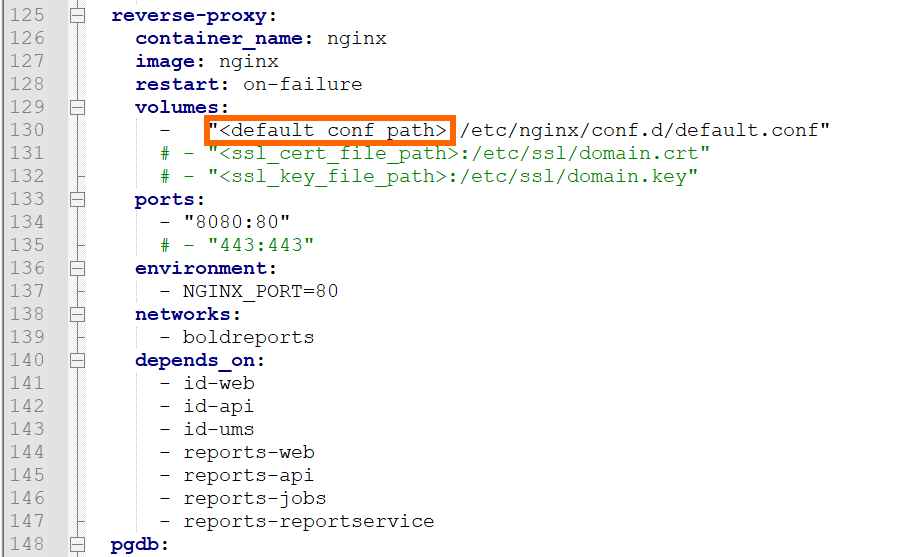 125 reverse-proxy:
126 container_name: nginx
127 image: nginx
128 restart: on-failure
129 volumes:
130 - "<default conf path> /etc/nginx/conf.d/default.conf"
131 # - "<ssl_cert_file_path>:/etc/ssl/domain.crt"
132 # - "<ssl_key_file_path>:/etc/ssl/domain.key"
133 ports:
134 - "8080:80"
135 # - "443:443"
136 environment:
137 - NGINX_PORT=80
138 networks:
139 - boldreports
140 depends_on:
141 - id-web
142 - id-api
143 - id-ums
144 - reports-web
145 - reports-api
146 - reports-jobs
147 - reports-reportservice
148 pgdb: